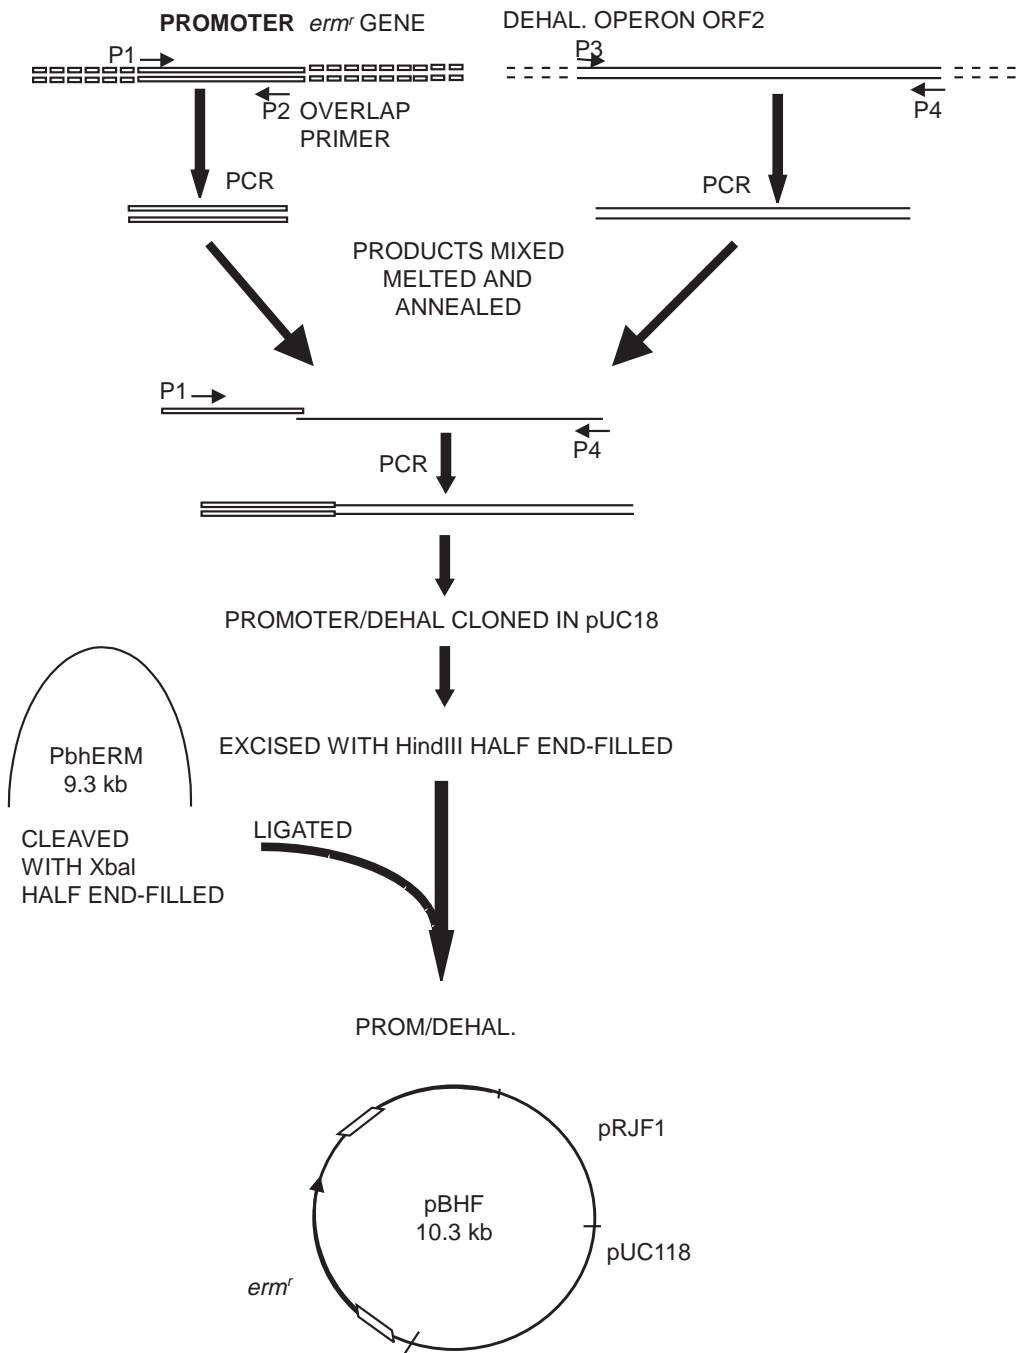 PROMOTER ermʳ GENE
DEHAL. OPERON ORF2
P1
P3
P2 OVERLAP
PRIMER
P4
PCR
PCR
PRODUCTS MIXED
MELTED AND
ANNEALED
P1
P4
PCR
PROMOTER/DEHAL CLONED IN pUC18
EXCISED WITH HindIII HALF END-FILLED
PbhERM
9.3 kb
CLEAVED
WITH XbaI
HALF END-FILLED
LIGATED
PROM/DEHAL.
pRJF1
pBHF
10.3 kb
pUC118
ermʳ